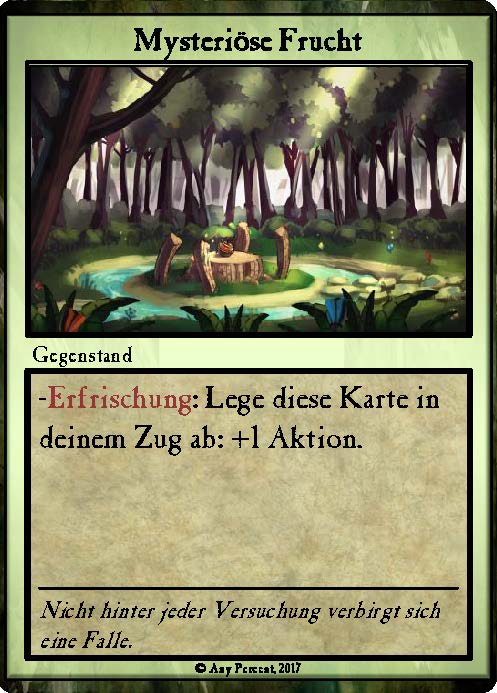 Mysteriöse Frucht
Gegenstand
-Erfrischung: Lege diese Karte in
deinem Zug ab: +1 Aktion.
Nicht hinter jeder Versuchung verbirgt sich
eine Falle.
© Any Percent, 2017